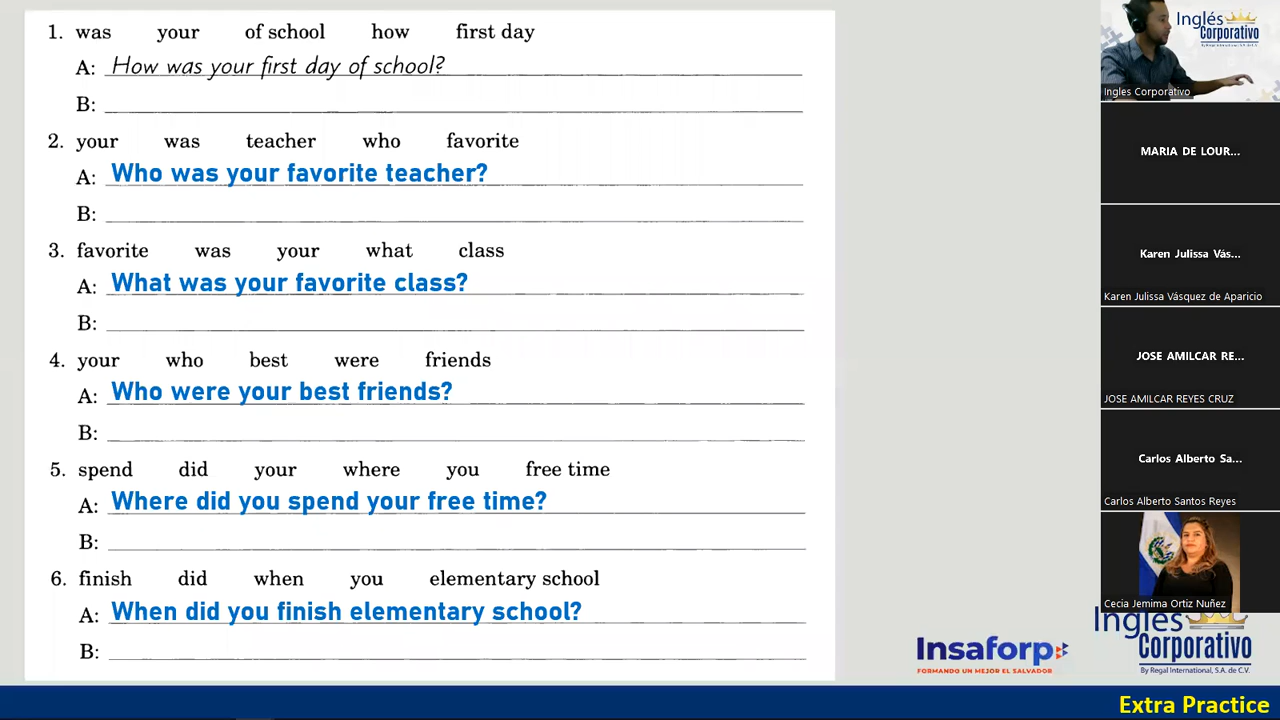 1. was your of school how first day
A: How was your first day of school?
B:
2. your was teacher who favorite
A: Who was your favorite teacher?
B:
3. favorite was your what class
A: What was your favorite class?
B:
4. your who best were friends
A: Who were your best friends?
B:
5. spend did your where you free time
A: Where did you spend your free time?
B:
6. finish did when you elementary school
A: When did you finish elementary school?
B:
Inglés
Corporativo
By Regal International, S.A. de C.V.
Ingles Corporativo
MARIA DE LOUR...
Karen Julissa Vás...
Karen Julissa Vásquez de Aparicio
JOSE AMILCAR RE...
JOSE AMILCAR REYES CRUZ
Carlos Alberto Sa...
Carlos Alberto Santos Reyes
Cecia Jemima Ortiz Nuñez
Insaforp
FORMANDO UN MEJOR EL SALVADOR
Inglés
Corporativo
By Regal International, S.A. de C.V.
Extra Practice